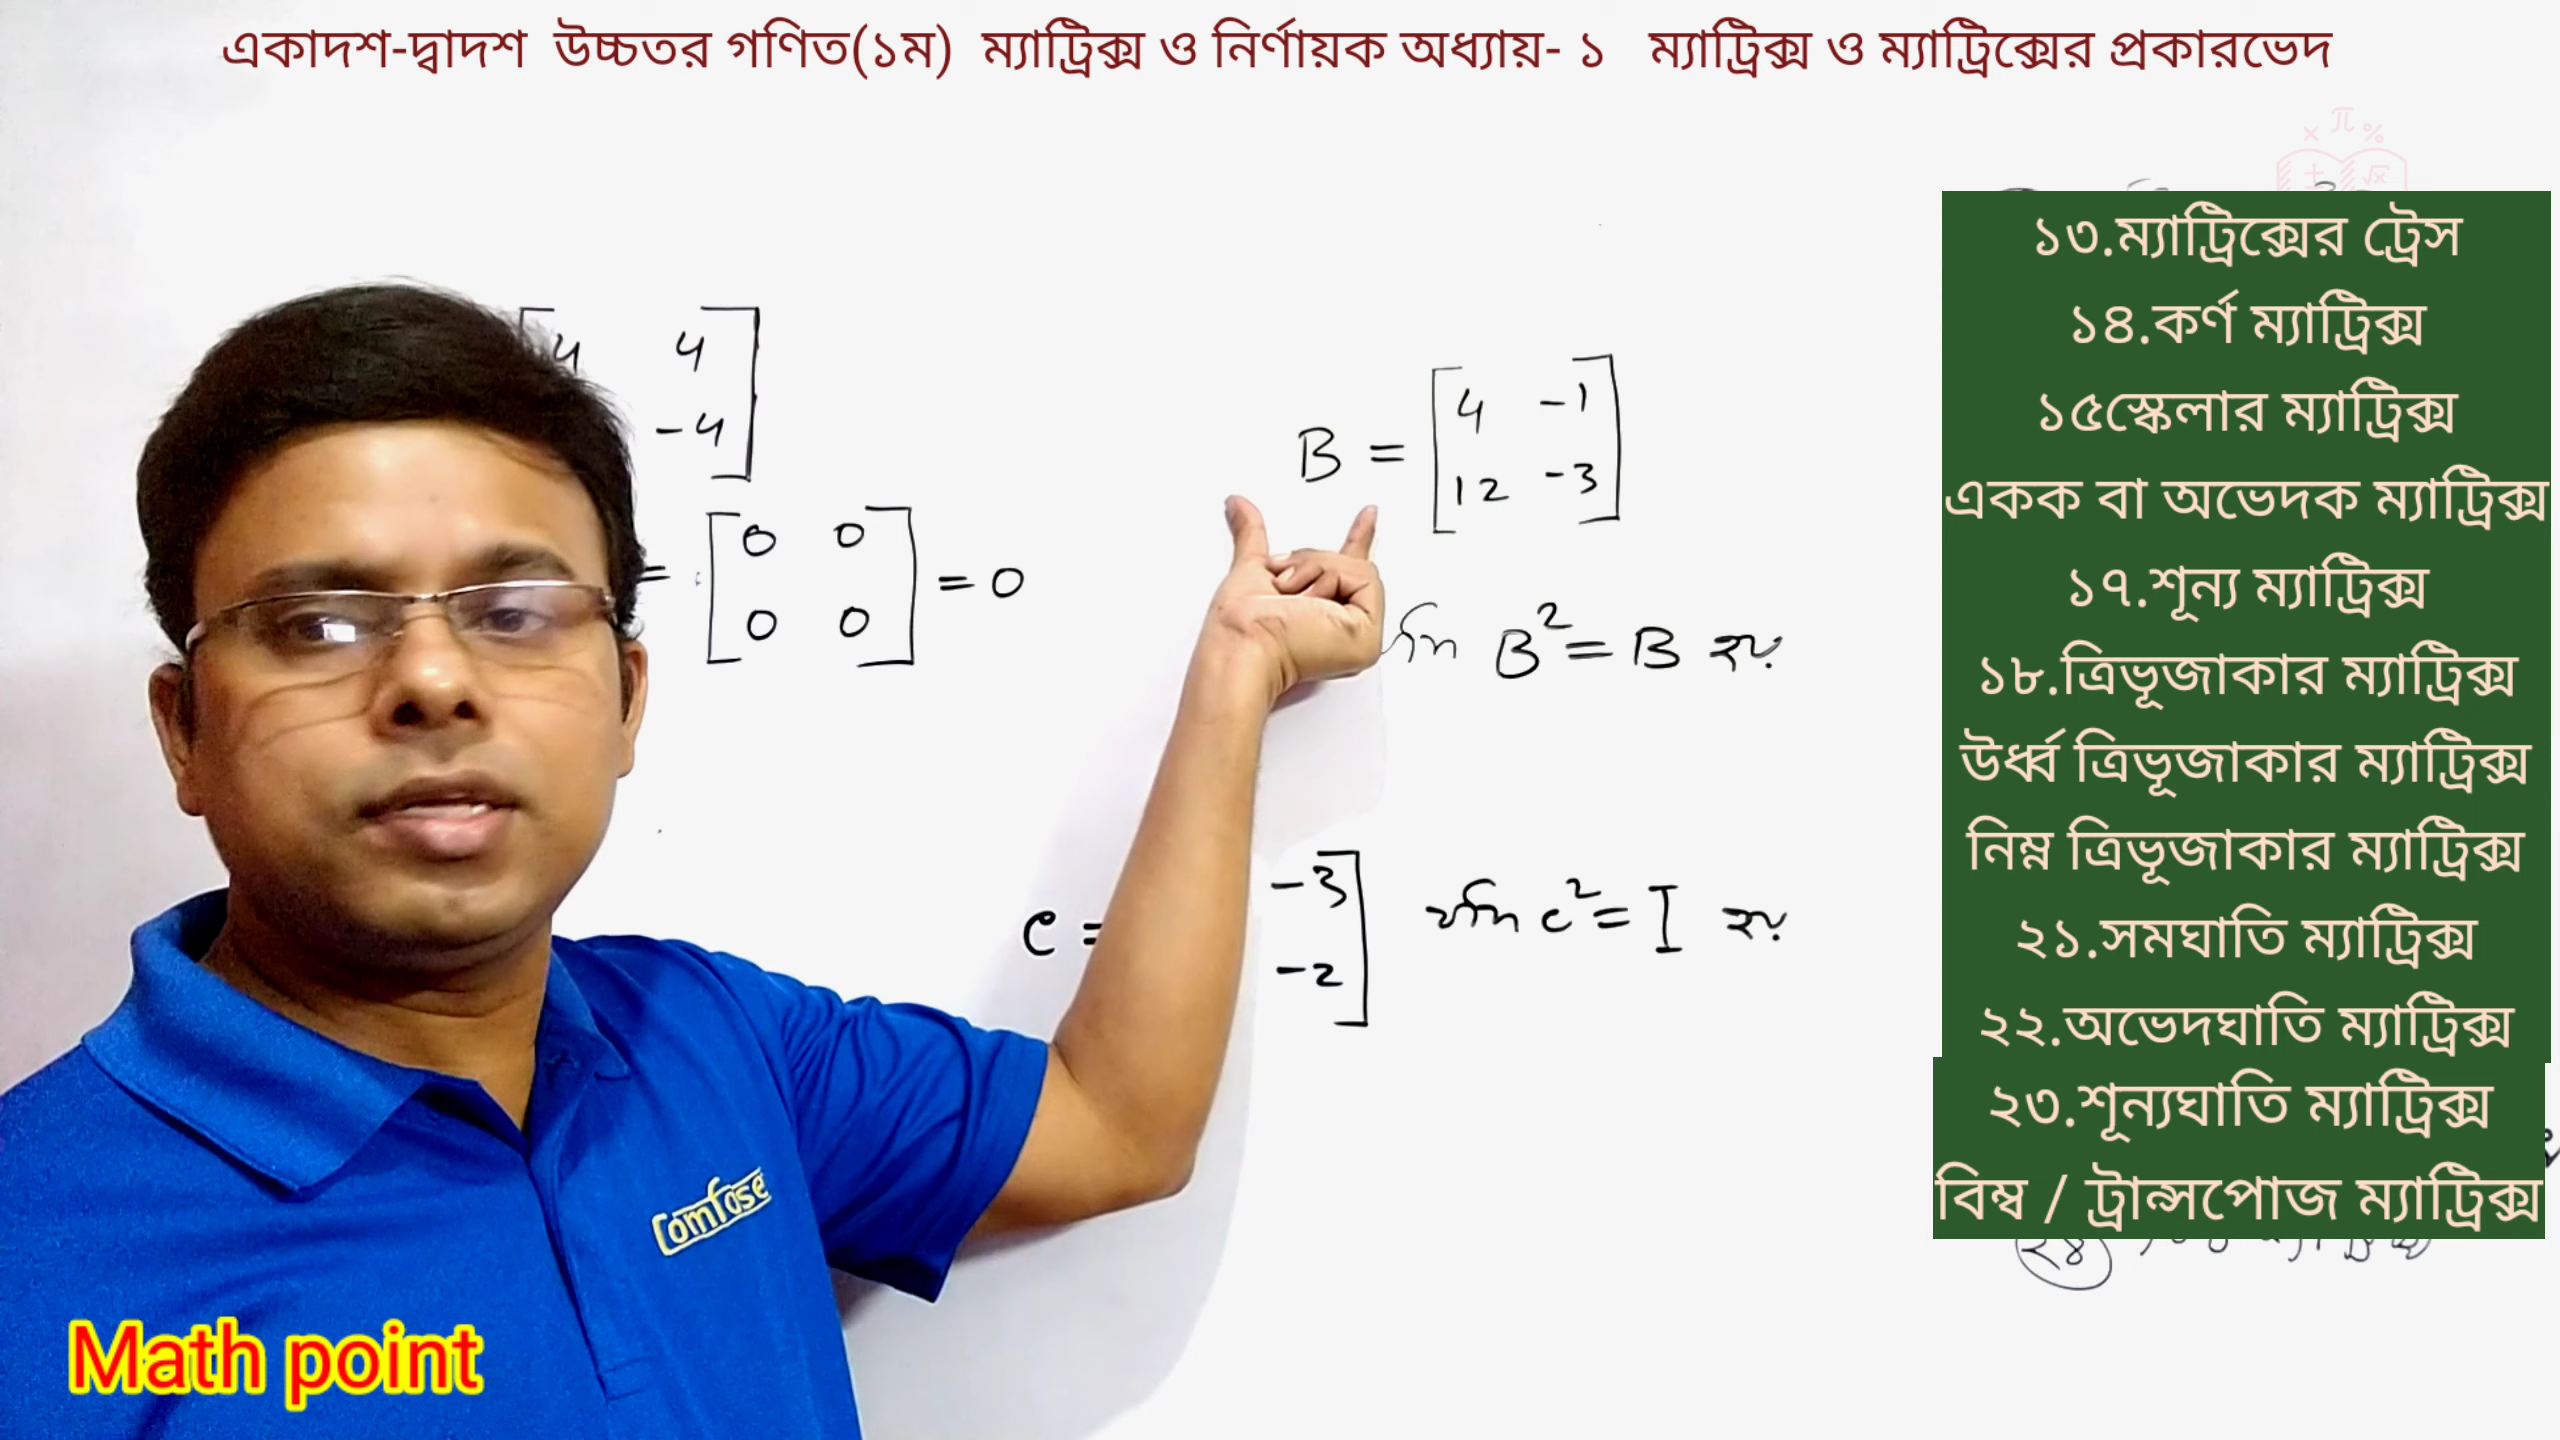 একাদশ-দ্বাদশ উচ্চতর গণিত(১ম) ম্যাট্রিক্স ও নির্ণায়ক অধ্যায়- ১ ম্যাট্রিক্স ও ম্যাট্রিক্সের প্রকারভেদ
4 4
-4
= [0 0
0 0] = 0
B = [4 -1
12 -3]
B² = B হয়
C =
-3
-2
যদি C² = I হয়
১৩.ম্যাট্রিক্সের ট্রেস
১৪.কর্ণ ম্যাট্রিক্স
১৫স্কেলার ম্যাট্রিক্স
একক বা অভেদক ম্যাট্রিক্স
১৭.শূন্য ম্যাট্রিক্স
১৮.ত্রিভূজাকার ম্যাট্রিক্স
উর্ধ্ব ত্রিভূজাকার ম্যাট্রিক্স
নিম্ন ত্রিভূজাকার ম্যাট্রিক্স
২১.সমঘাতি ম্যাট্রিক্স
২২.অভেদঘাতি ম্যাট্রিক্স
২৩.শূন্যঘাতি ম্যাট্রিক্স
বিম্ব / ট্রান্সপোজ ম্যাট্রিক্স
২৪
Comfose
Math point